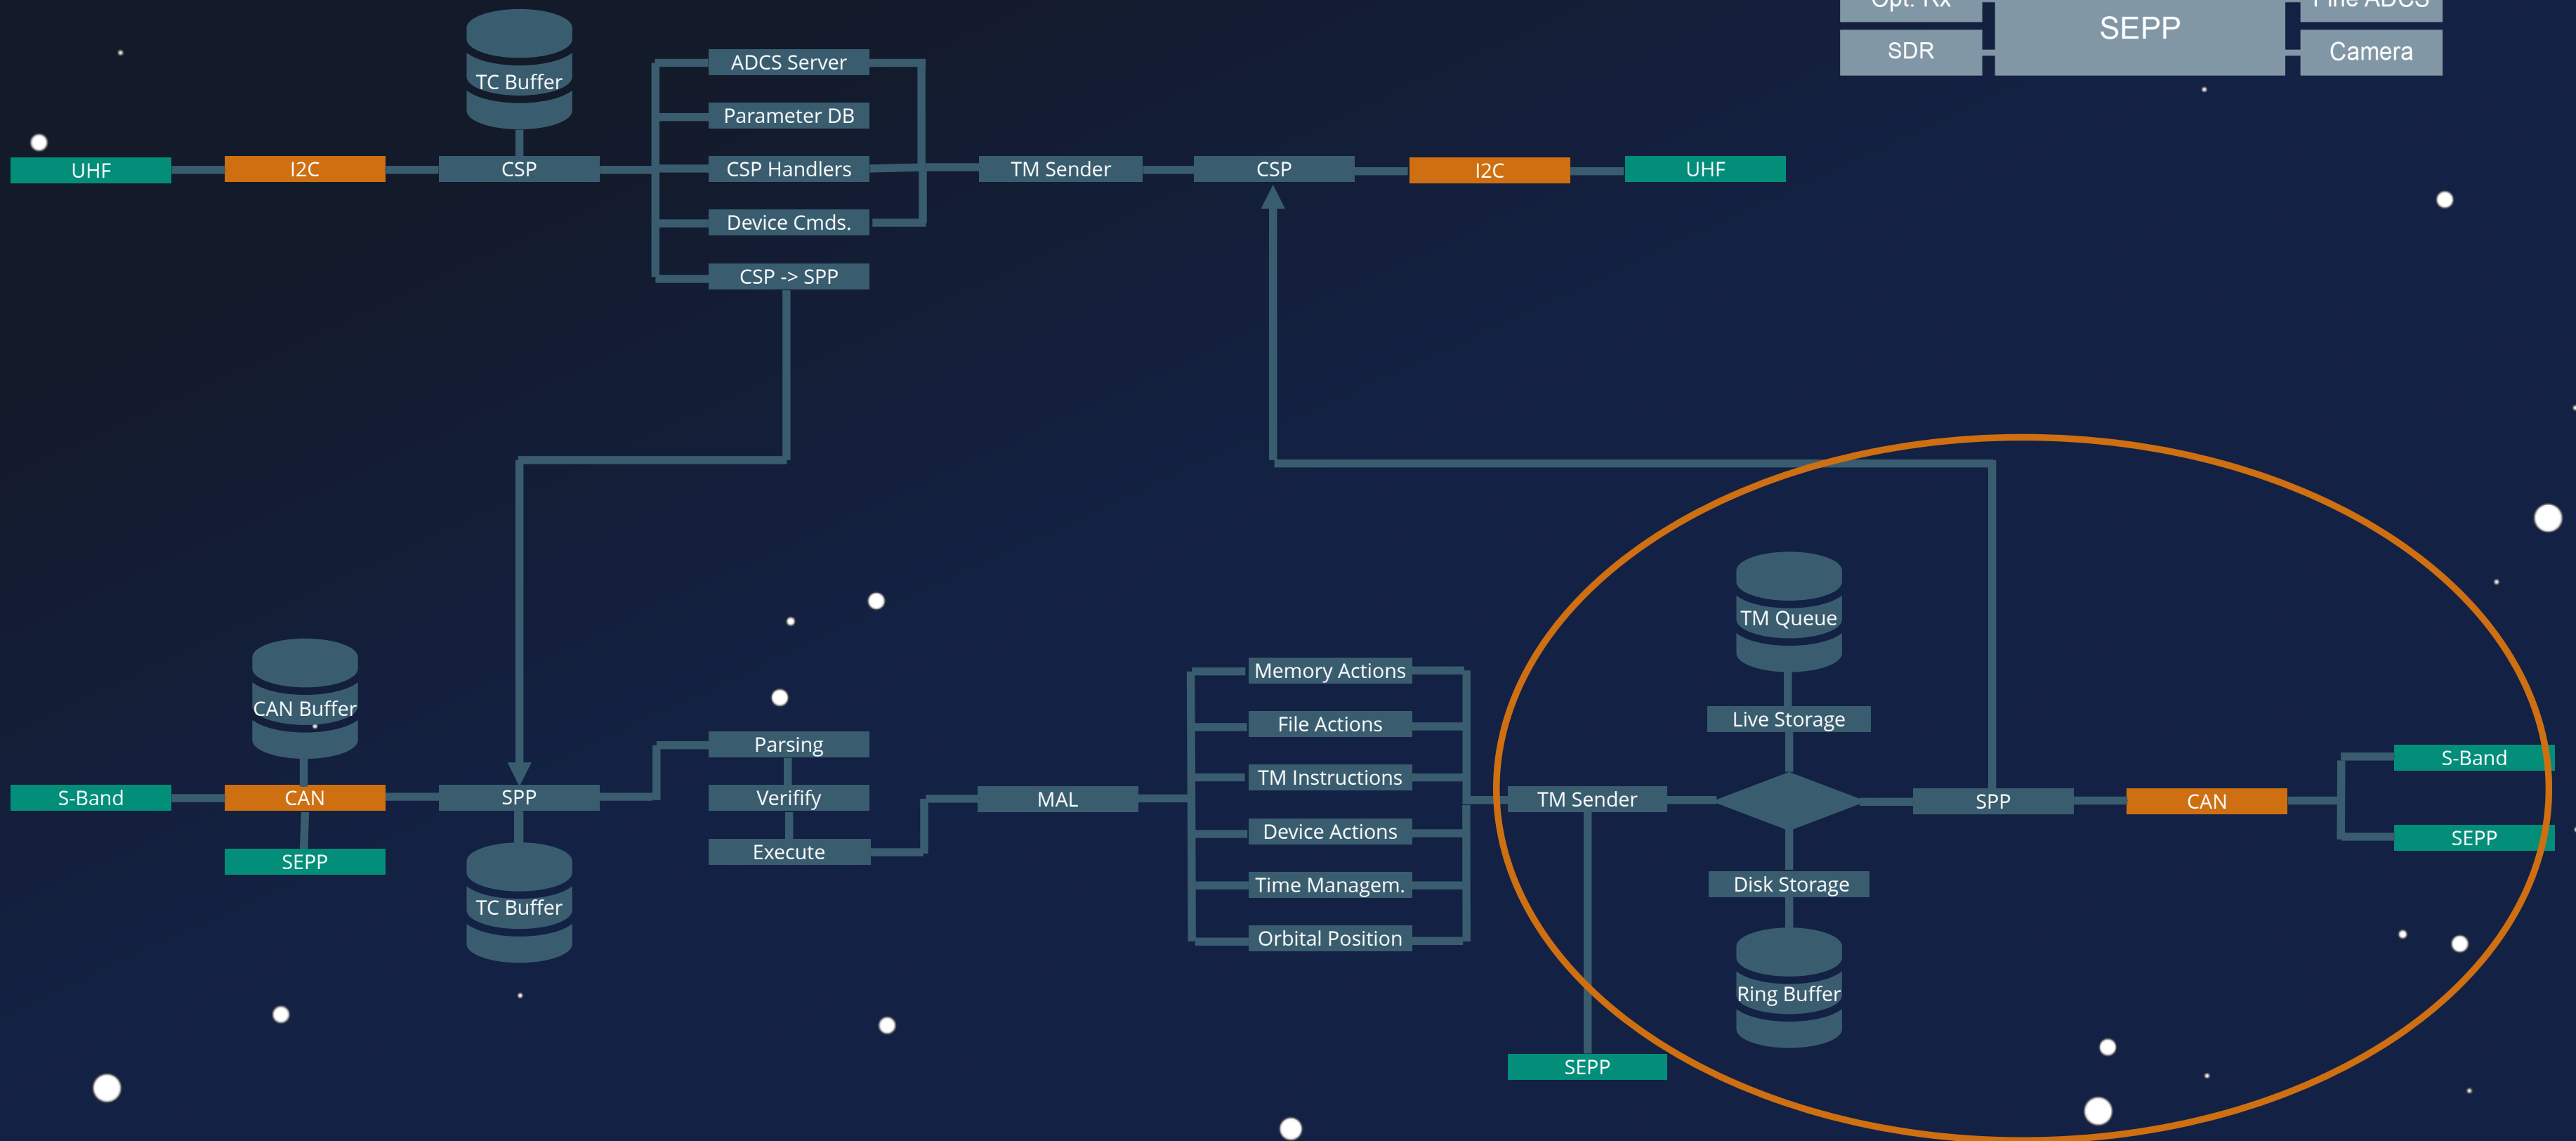 Opt. Rx
SEPP
Fine ADCS
SDR
Camera
TC Buffer
ADCS Server
Parameter DB
UHF
I2C
CSP
CSP Handlers
TM Sender
CSP
I2C
UHF
Device Cmds.
CSP -> SPP
TM Queue
CAN Buffer
Memory Actions
Live Storage
File Actions
Parsing
S-Band
TM Instructions
S-Band
CAN
SPP
Verifify
MAL
TM Sender
SPP
CAN
Device Actions
SEPP
Execute
SEPP
Time Managem.
Disk Storage
TC Buffer
Orbital Position
Ring Buffer
SEPP